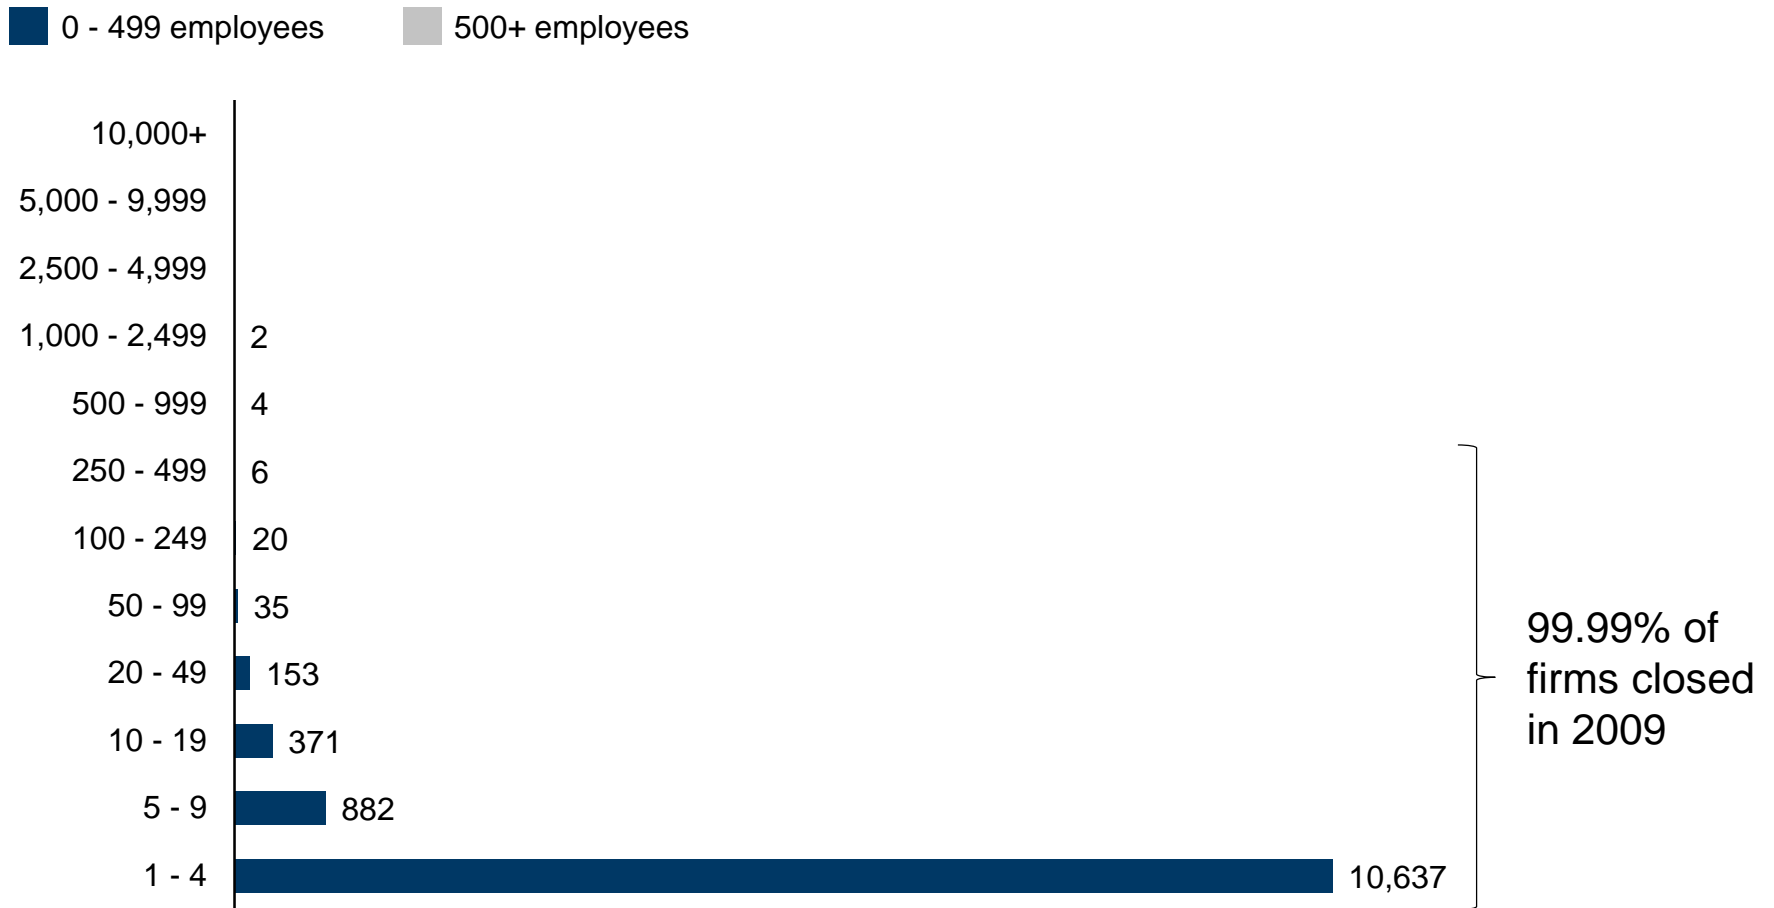 0 - 499 employees
500+ employees
10,000+
5,000 - 9,999
2,500 - 4,999
1,000 - 2,499 2
500 - 999 4
250 - 499 6
100 - 249 20
50 - 99 35
20 - 49 153
10 - 19 371
5 - 9 882
1 - 4 10,637
99.99% of
firms closed
in 2009